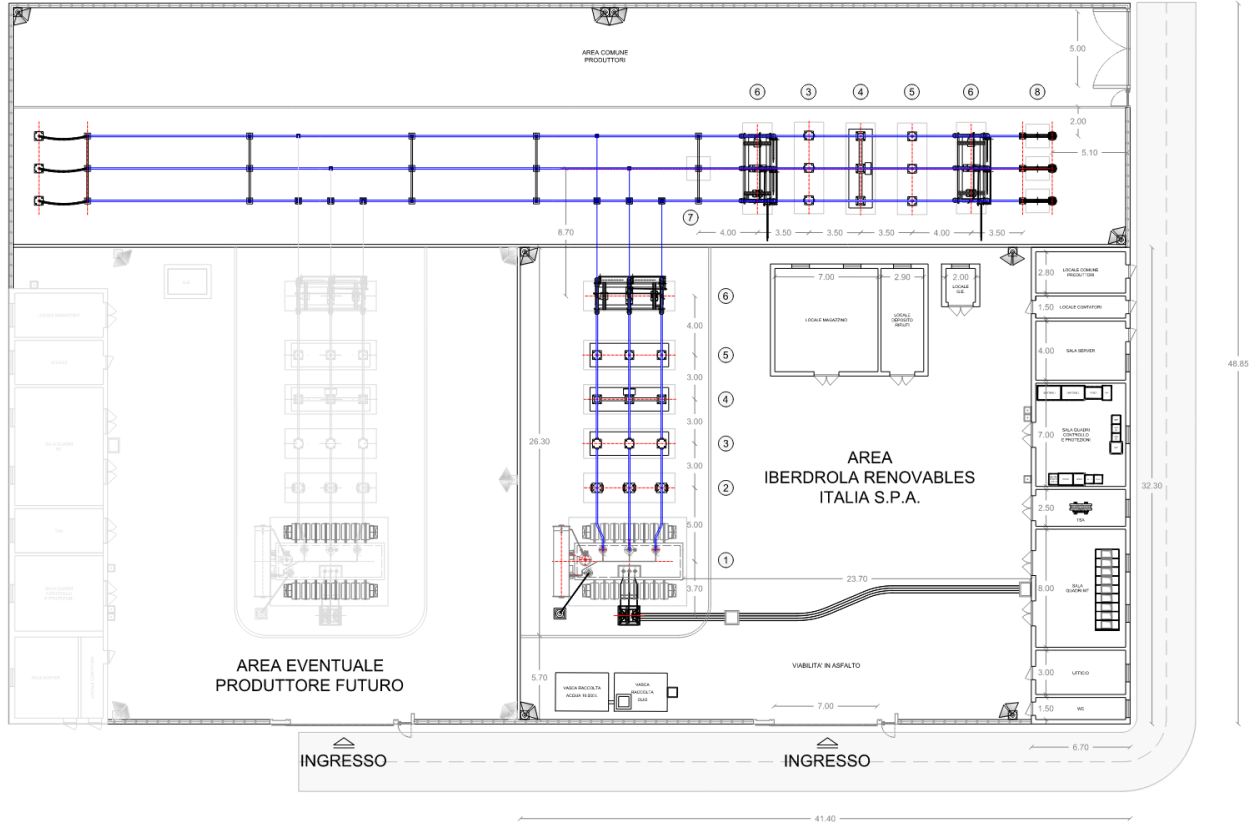 AREA COMUNE
PRODUTTORI
5.00
6
3
4
5
6
8
2.00
5.10
7
8.70
4.00
3.50
3.50
3.50
4.00
3.50
6
4.00
5
3.00
4
3.00
3
3.00
2
5.00
1
3.70
26.30
23.70
5.70
7.00
2.90
2.00
LOCALE MAGAZZINO
LOCALE
DEPOSITO
RIFIUTI
LOCALE
G.E.
2.80
LOCALE COMUNE
PRODUTTORI
1.50
LOCALE CONTATORI
4.00
SALA SERVER
7.00
SALA QUADRI
CONTROLLO
E PROTEZIONI
2.50
TSA
8.00
SALA
QUADRI MT
3.00
UFFICIO
1.50
WC
6.70
48.85
32.30
AREA
IBERDROLA RENOVABLES
ITALIA S.P.A.
AREA EVENTUALE
PRODUTTORE FUTURO
VIABILITA' IN ASFALTO
VASCA RACCOLTA
ACQUA 10.000 L
VASCA
RACCOLTA
OLIO
7.00
INGRESSO
INGRESSO
41.40